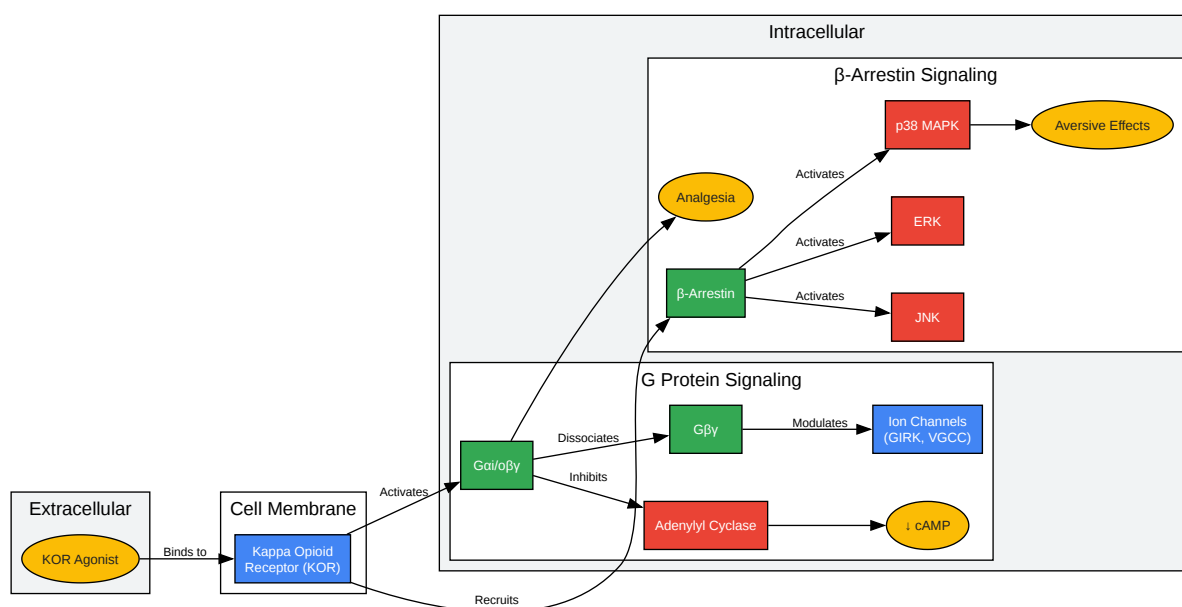 Intracellular
β-Arrestin Signaling
p38 MAPK
Aversive Effects
Activates
Analgesia
ERK
Activates
β-Arrestin
Activates
JNK
G Protein Signaling
Gβγ
Modulates
Ion Channels
(GIRK, VGCC)
Dissociates
Gαi/oβγ
Inhibits
Activates
Adenylyl Cyclase
↓ cAMP
Extracellular
Cell Membrane
KOR Agonist
Binds to
Kappa Opioid
Receptor (KOR)
Recruits